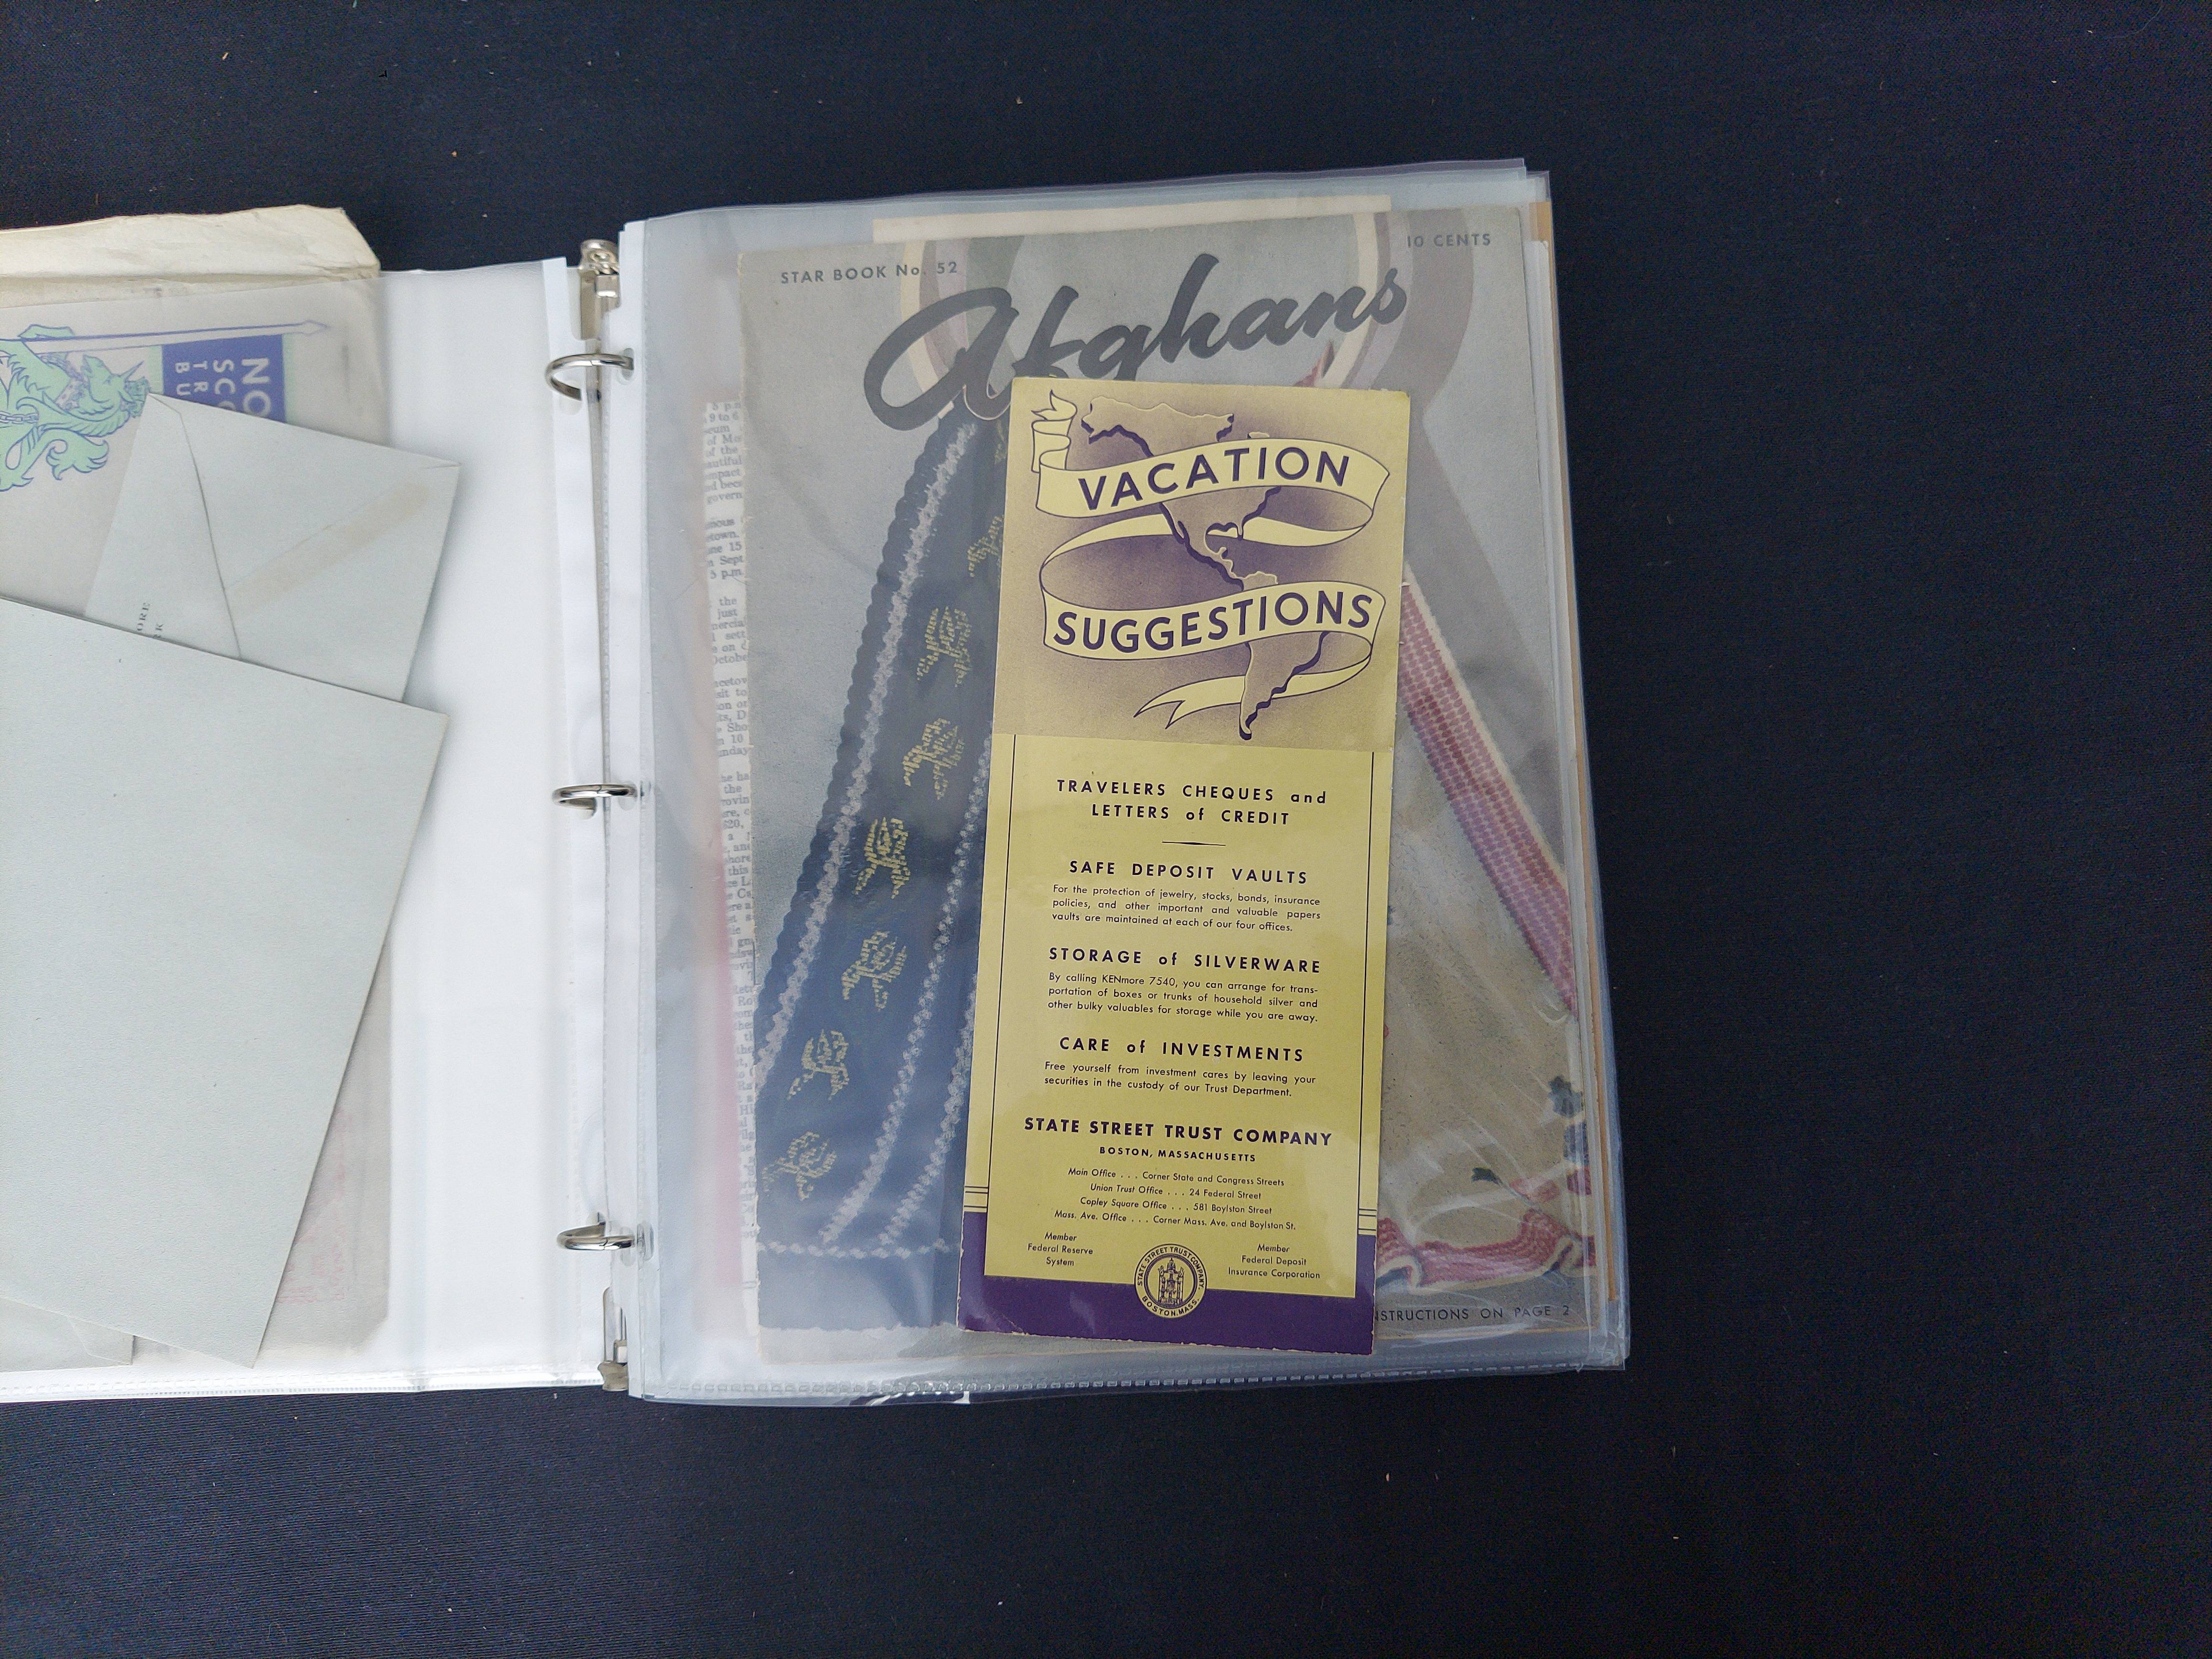 STAR BOOK No. 52
10 CENTS
Afghans
VACATION
SUGGESTIONS
TRAVELERS CHEQUES and
LETTERS of CREDIT
SAFE DEPOSIT VAULTS
For the protection of jewelry, stocks, bonds, insurance
policies, and other important and valuable papers
vaults are maintained at each of our four offices.
STORAGE of SILVERWARE
By calling KENmore 7540, you can arrange for trans-
portation of boxes or trunks of household silver and
other bulky valuables for storage while you are away.
CARE of INVESTMENTS
Free yourself from investment cares by leaving your
securities in the custody of our Trust Department.
STATE STREET TRUST COMPANY
BOSTON, MASSACHUSETTS
Main Office . . . Corner State and Congress Streets
Union Trust Office . . . 24 Federal Street
Copley Square Office . . . 581 Boylston Street
Mass. Ave. Office . . . Corner Mass. Ave. and Boylston St.
Member
Federal Reserve
System
Member
Federal Deposit
Insurance Corporation
STATE STREET TRUST COMPANY
BOSTON, MASS.
NSTRUCTIONS ON PAGE 2
NO
SCO
TR
BU
ORE
RK